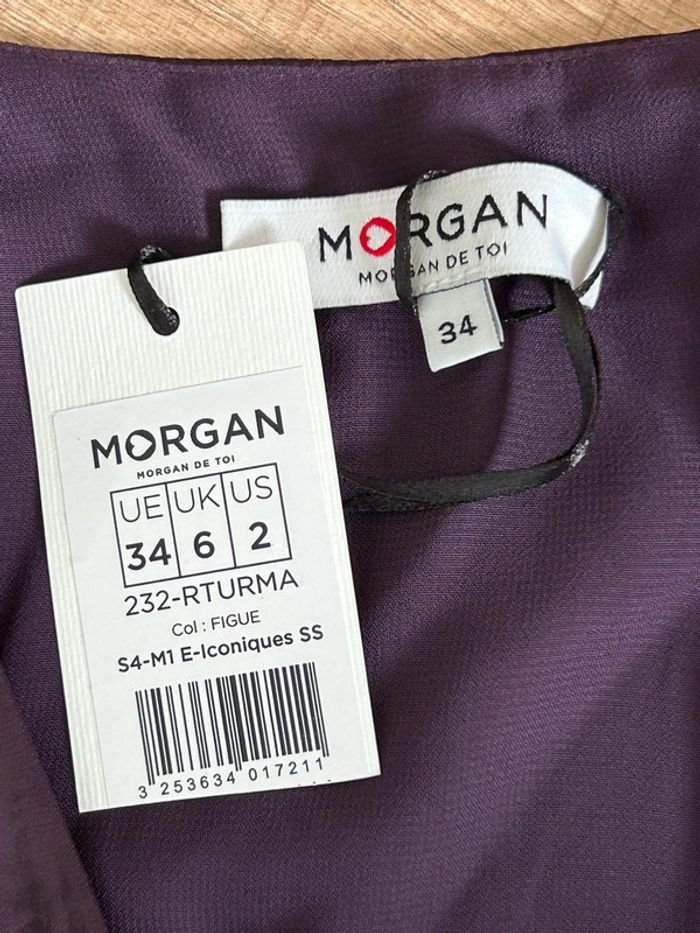 MORGAN
MORGAN DE TOI
34
MORGAN
MORGAN DE TOI
UE UK US
34 6 2
232-RTURMA
Col : FIGUE
S4-M1 E-Iconiques SS
3 253634 017211